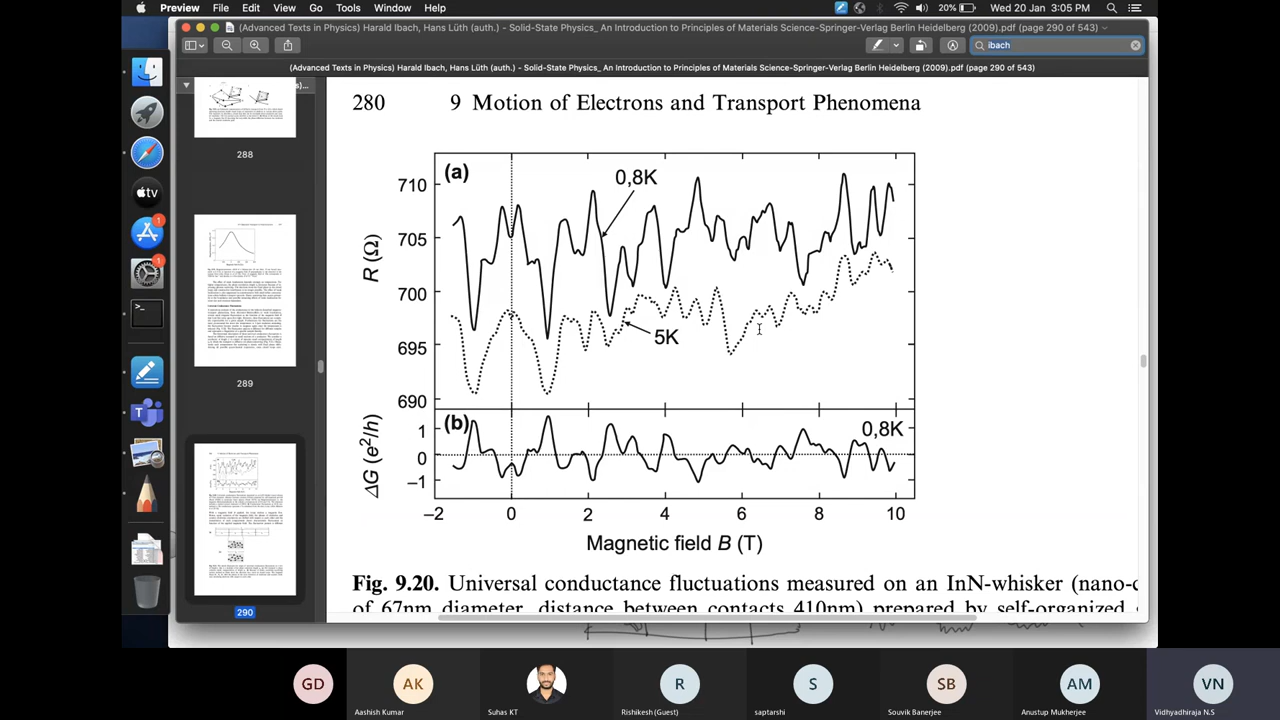 Preview File Edit View Go Tools Window Help 20% Wed 20 Jan 3:05 PM
(Advanced Texts in Physics) Harald Ibach, Hans Lüth (auth.) - Solid-State Physics_ An Introduction to Principles of Materials Science-Springer-Verlag Berlin Heidelberg (2009).pdf (page 290 of 543)
ibach
(Advanced Texts in Physics) Harald Ibach, Hans Lüth (auth.) - Solid-State Physics_ An Introduction to Principles of Materials Science-Springer-Verlag Berlin Heidelberg (2009).pdf (page 290 of 543)
288
289
290
tv
1
1
280 9 Motion of Electrons and Transport Phenomena
(a)
0,8K
5K
R (Ω)
710
705
700
695
690
(b)
0,8K
ΔG (e²/h)
1
0
−1
−2 0 2 4 6 8 10
Magnetic field B (T)
Fig. 9.20. Universal conductance fluctuations measured on an InN-whisker (nano-c
of 67nm diameter, distance between contacts 410nm) prepared by self-organized
GD
AK
R
S
SB
AM
VN
Aashish Kumar
Suhas KT
Rishikesh (Guest)
saptarshi
Souvik Banerjee
Anustup Mukherjee
Vidhyadhiraja N.S